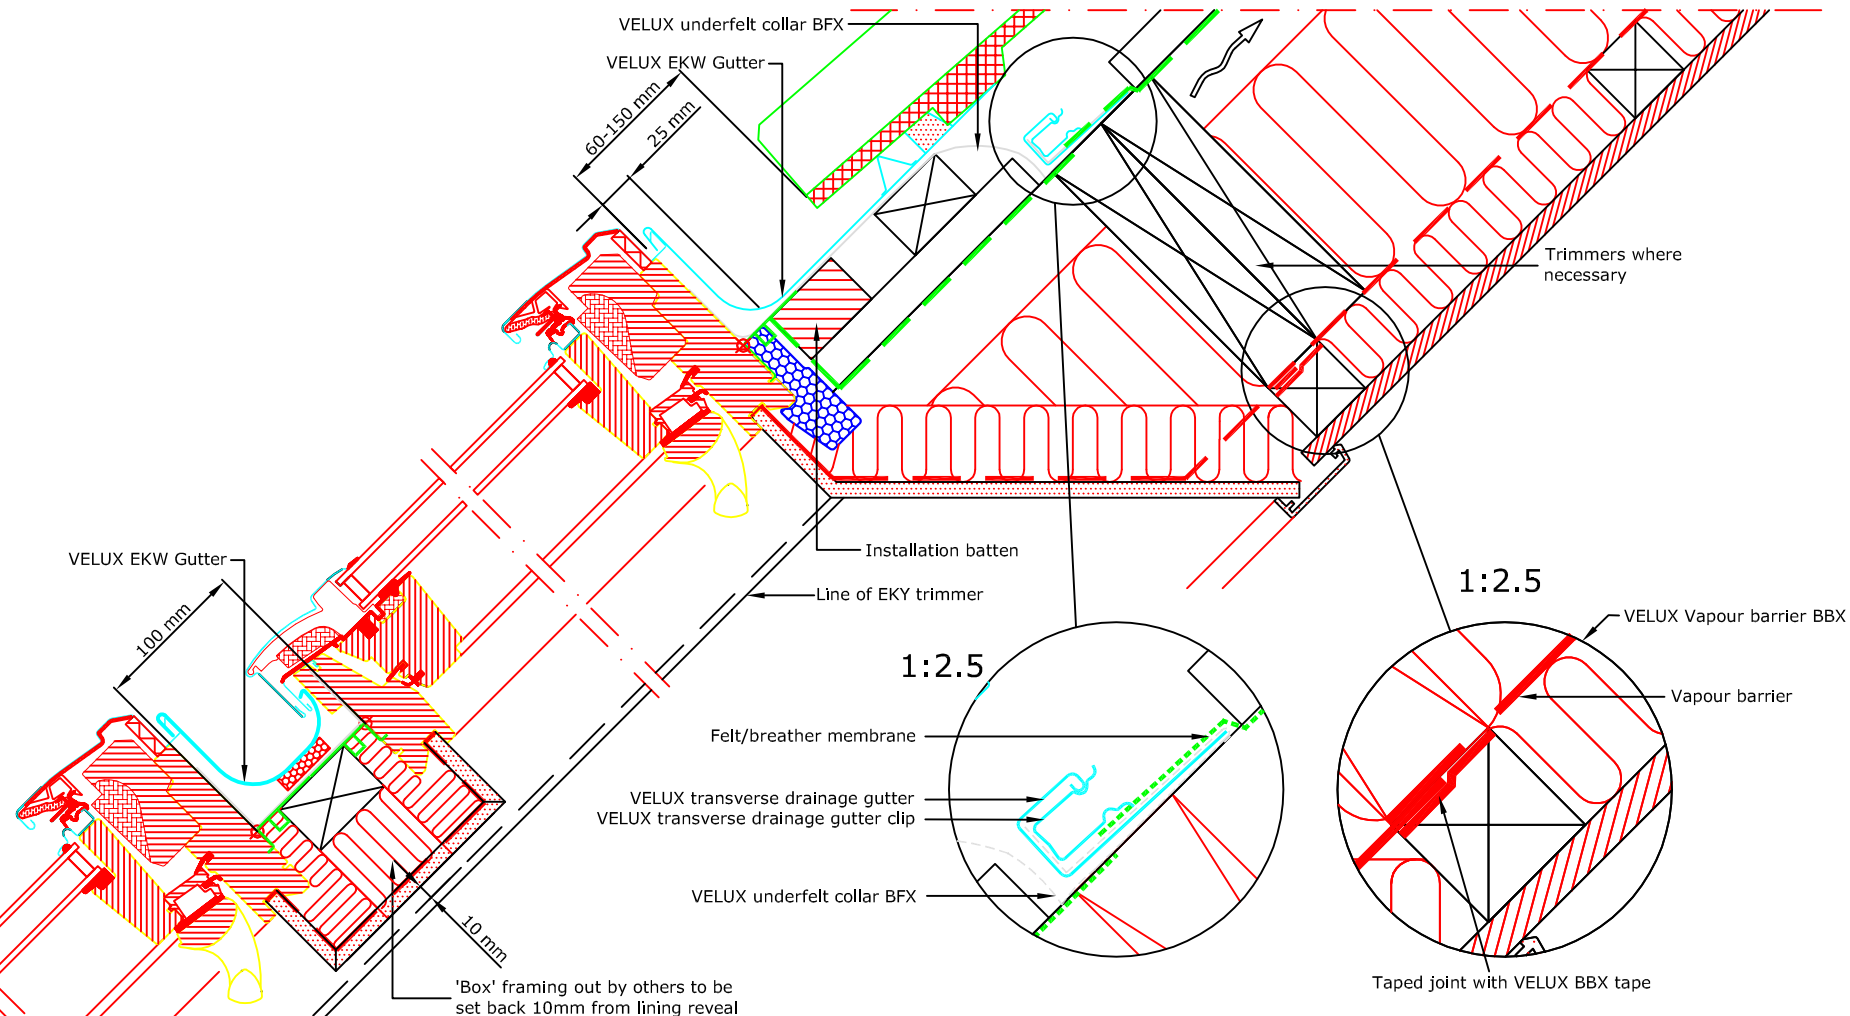 VELUX underfelt collar BFX
VELUX EKW Gutter
60-150 mm
25 mm
Trimmers where
necessary
Installation batten
Line of EKY trimmer
VELUX EKW Gutter
100 mm
10 mm
'Box' framing out by others to be
set back 10mm from lining reveal
1:2.5
Felt/breather membrane
VELUX transverse drainage gutter
VELUX transverse drainage gutter clip
VELUX underfelt collar BFX
1:2.5
VELUX Vapour barrier BBX
Vapour barrier
Taped joint with VELUX BBX tape